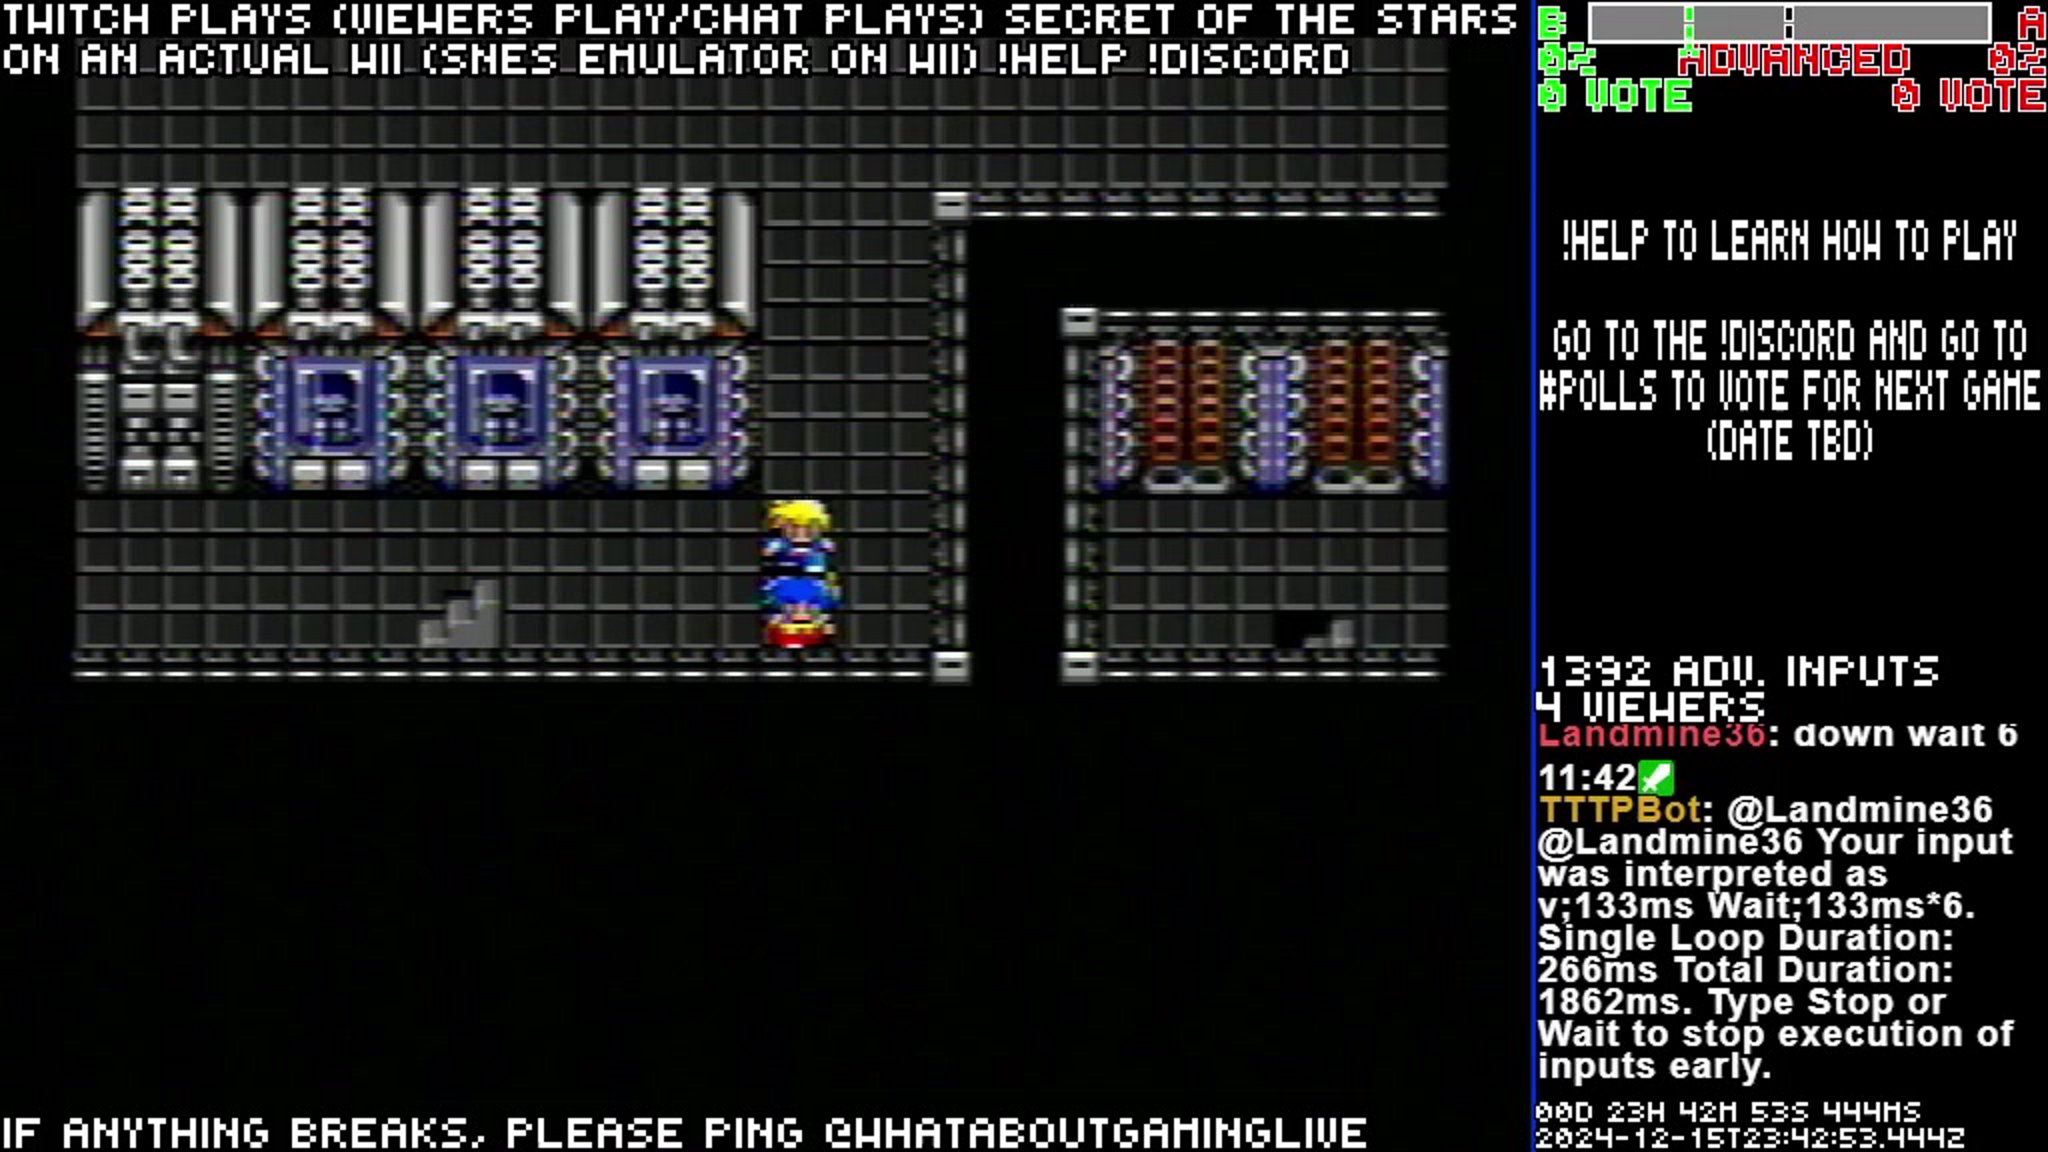 TWITCH PLAYS (VIEWERS PLAY/CHAT PLAYS) SECRET OF THE STARS
ON AN ACTUAL WII (SNES EMULATOR ON WII) !HELP !DISCORD
B A
0% ADVANCED 0%
0 VOTE 0 VOTE
!HELP TO LEARN HOW TO PLAY
GO TO THE !DISCORD AND GO TO
#POLLS TO VOTE FOR NEXT GAME
(DATE TBD)
1392 ADV. INPUTS
4 VIEWERS
Landmine36: down wait 6
11:42
TTTPBot: @Landmine36
@Landmine36 Your input
was interpreted as
v;133ms Wait;133ms*6.
Single Loop Duration:
266ms Total Duration:
1862ms. Type Stop or
Wait to stop execution of
inputs early.
00D 23H 42M 53S 444MS
2024-12-15T23:42:53.444Z
IF ANYTHING BREAKS, PLEASE PING @WHATABOUTGAMINGLIVE